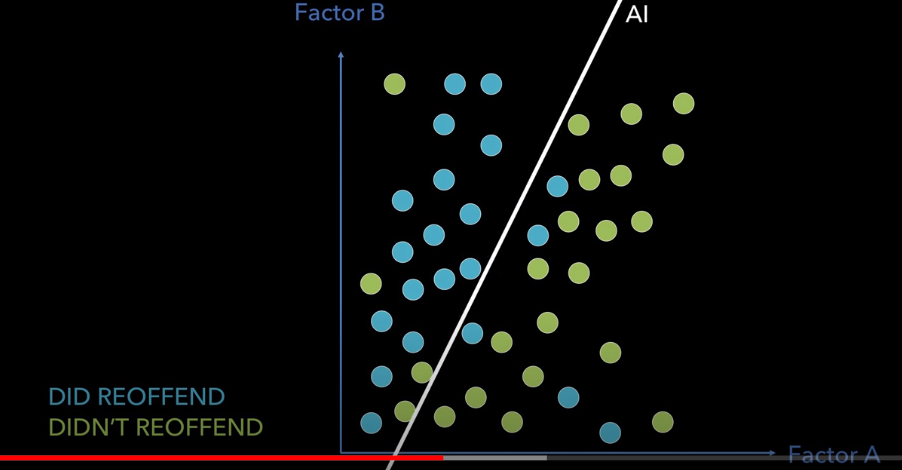 Factor B
AI
DID REOFFEND
DIDN'T REOFFEND
Factor A